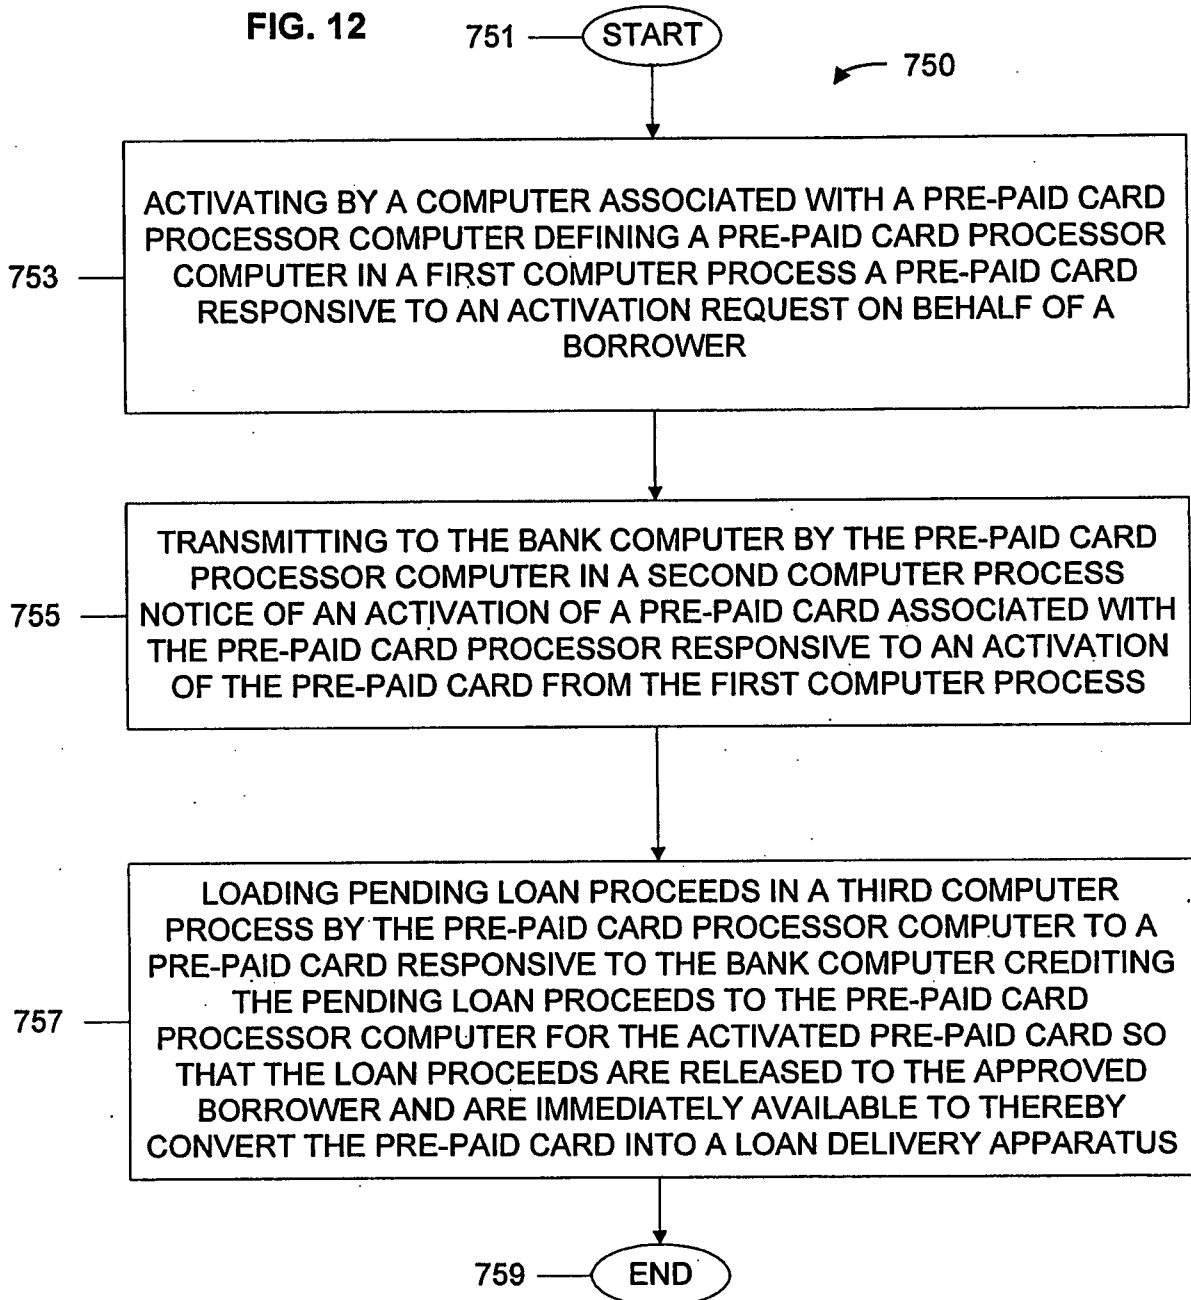 FIG. 12
751
START
750
753
ACTIVATING BY A COMPUTER ASSOCIATED WITH A PRE-PAID CARD
PROCESSOR COMPUTER DEFINING A PRE-PAID CARD PROCESSOR
COMPUTER IN A FIRST COMPUTER PROCESS A PRE-PAID CARD
RESPONSIVE TO AN ACTIVATION REQUEST ON BEHALF OF A
BORROWER
755
TRANSMITTING TO THE BANK COMPUTER BY THE PRE-PAID CARD
PROCESSOR COMPUTER IN A SECOND COMPUTER PROCESS
NOTICE OF AN ACTIVATION OF A PRE-PAID CARD ASSOCIATED WITH
THE PRE-PAID CARD PROCESSOR RESPONSIVE TO AN ACTIVATION
OF THE PRE-PAID CARD FROM THE FIRST COMPUTER PROCESS
757
LOADING PENDING LOAN PROCEEDS IN A THIRD COMPUTER
PROCESS BY THE PRE-PAID CARD PROCESSOR COMPUTER TO A
PRE-PAID CARD RESPONSIVE TO THE BANK COMPUTER CREDITING
THE PENDING LOAN PROCEEDS TO THE PRE-PAID CARD
PROCESSOR COMPUTER FOR THE ACTIVATED PRE-PAID CARD SO
THAT THE LOAN PROCEEDS ARE RELEASED TO THE APPROVED
BORROWER AND ARE IMMEDIATELY AVAILABLE TO THEREBY
CONVERT THE PRE-PAID CARD INTO A LOAN DELIVERY APPARATUS
759
END